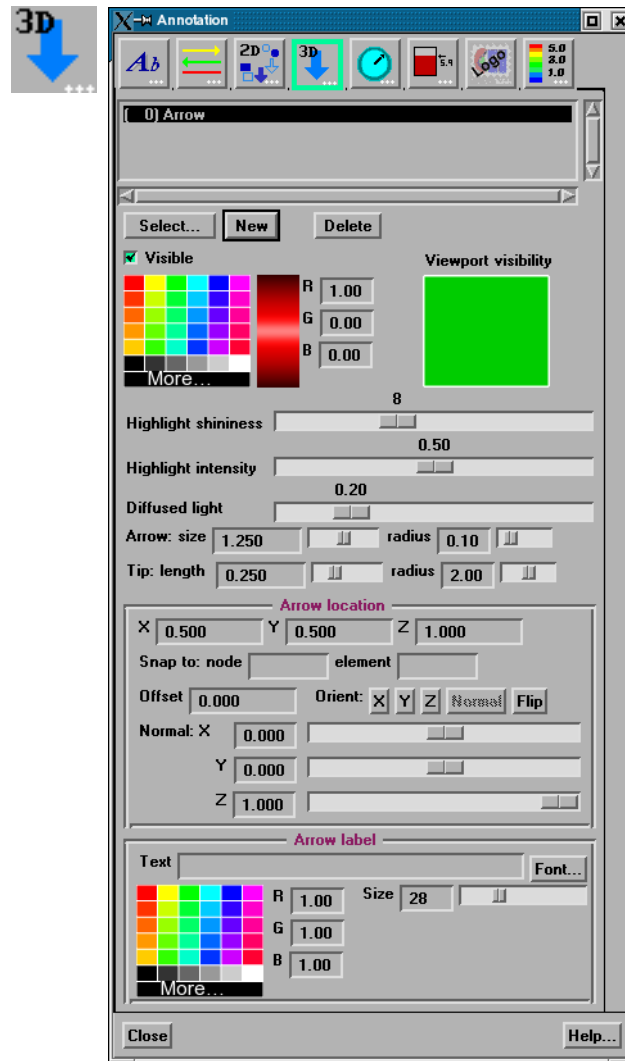 3D
Annotation
Ab 2D 3D 5.9 Logo 5.0 3.0 1.0
( 0) Arrow
Select... New Delete
Visible
Viewport visibility
R 1.00
G 0.00
B 0.00
More...
8
Highlight shininess
0.50
Highlight intensity
0.20
Diffused light
Arrow: size 1.250 radius 0.10
Tip: length 0.250 radius 2.00
Arrow location
X 0.500 Y 0.500 Z 1.000
Snap to: node element
Offset 0.000 Orient: X Y Z Normal Flip
Normal: X 0.000
Y 0.000
Z 1.000
Arrow label
Text Font...
R 1.00 Size 28
G 1.00
B 1.00
More...
Close Help...